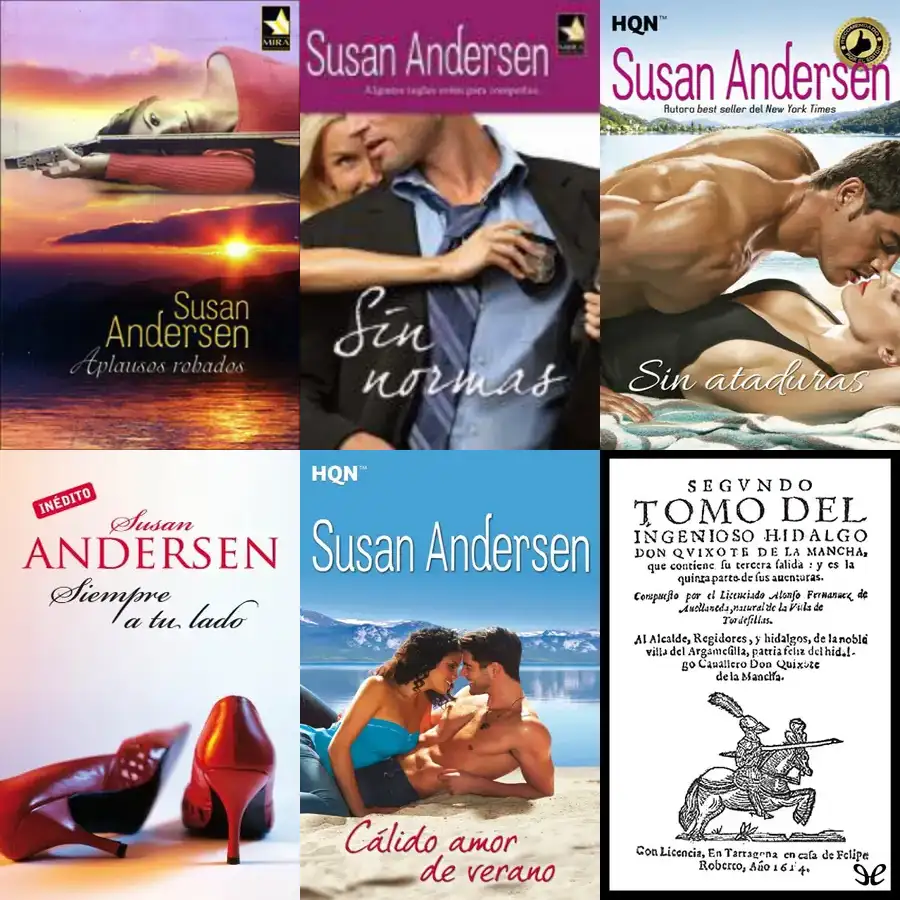 MIRA
Susan
Andersen
Aplausos robados
Susan Andersen
MIRA
Algunas reglas están para romperlas
Sin
normas
HQN™
Susan Andersen
Autora best seller del New York Times
Sin ataduras
INÉDITO
Susan
ANDERSEN
Siempre
a tu lado
HQN™
Susan Andersen
Cálido amor
de verano
SEGVNDO
TOMO DEL
INGENIOSO HIDALGO
DON QVIXOTE DE LA MANCHA,
que contiene su tercera salida : y es la
quinta parte de sus auenturas.
Compuesto por el Licenciado Alonso Fernandez de
Auellaneda, natural de la Villa de
Tordesillas.
Al Alcalde, Regidores, y hidalgos, de la noble
villa del Argamesilla, patria feliz del hidal-
go Cauallero Don Quixote
de la Mancha.
Con Licencia, En Tarragona en casa de Felipe
Roberto, Año 1614.